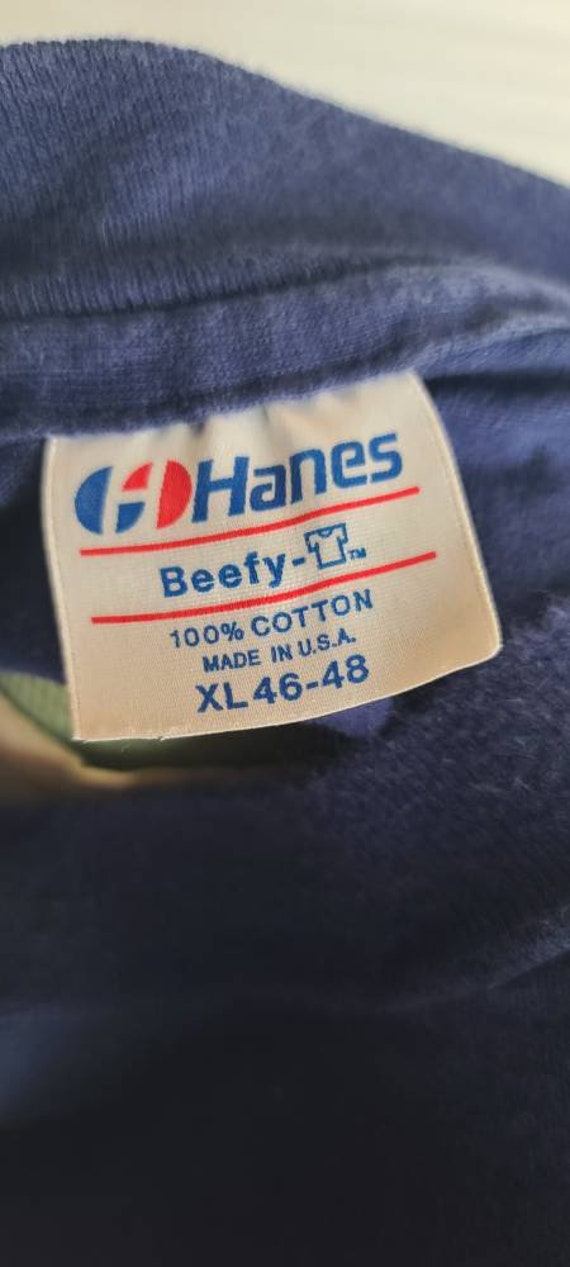 Hanes
Beefy-T™
100% COTTON
MADE IN U.S.A.
XL 46-48